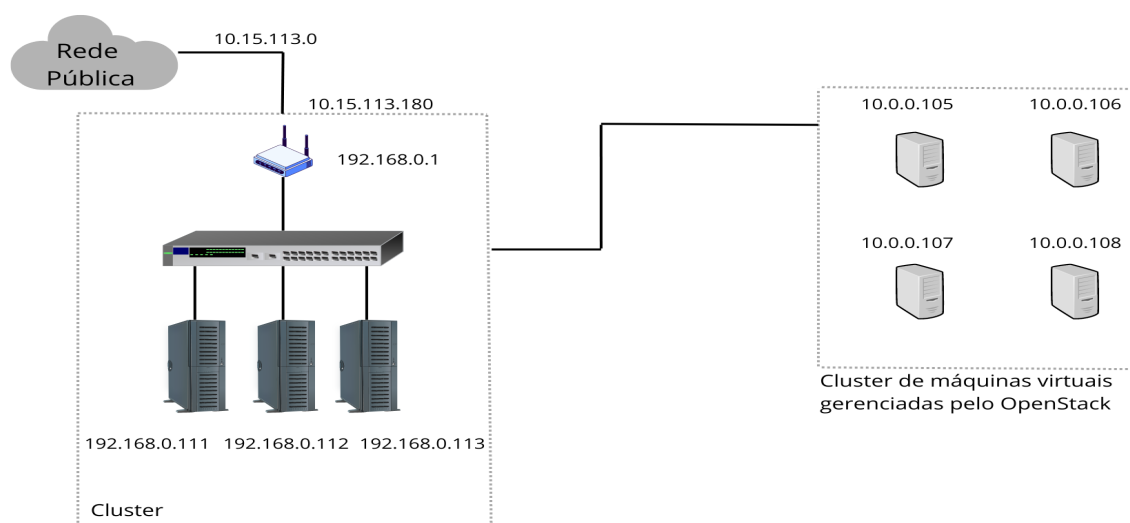 Rede
Pública
10.15.113.0
10.15.113.180
192.168.0.1
192.168.0.111
192.168.0.112
192.168.0.113
Cluster
10.0.0.105
10.0.0.106
10.0.0.107
10.0.0.108
Cluster de máquinas virtuais
gerenciadas pelo OpenStack